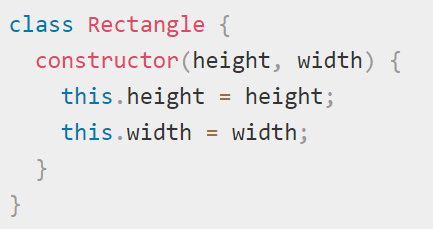 class Rectangle {
  constructor(height, width) {
    this.height = height;
    this.width = width;
  }
}